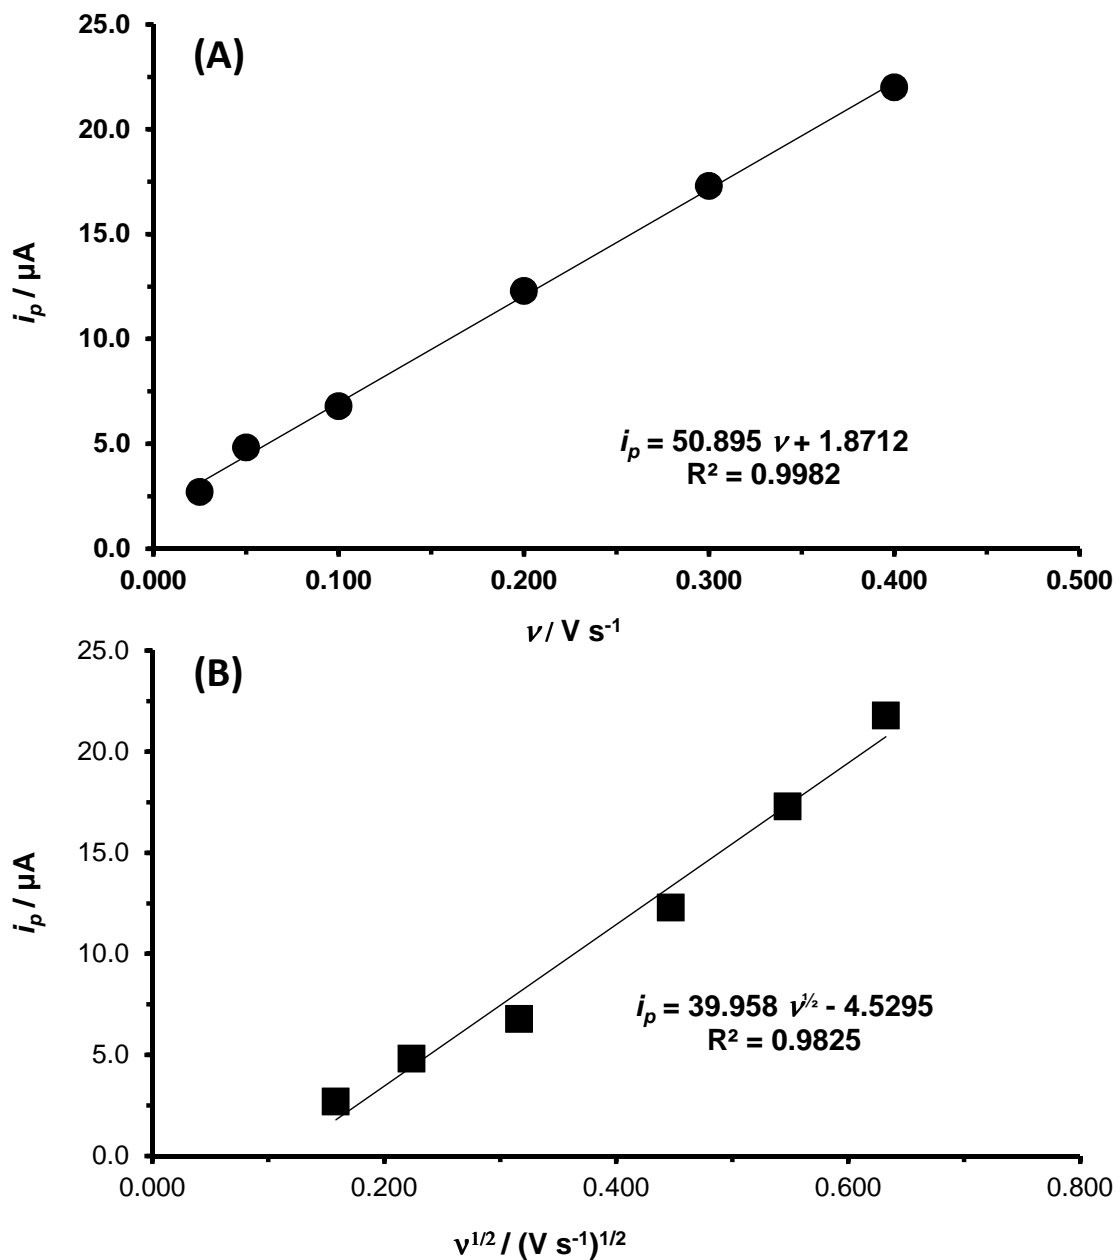 (A)
25.0
20.0
15.0
10.0
5.0
0.0
i_p / µA
i_p = 50.895 ν + 1.8712
R² = 0.9982
0.000 0.100 0.200 0.300 0.400 0.500
ν / V s⁻¹
(B)
25.0
20.0
15.0
10.0
5.0
0.0
i_p / µA
i_p = 39.958 ν^½ - 4.5295
R² = 0.9825
0.000 0.200 0.400 0.600 0.800
ν^1/2 / (V s⁻¹)^1/2